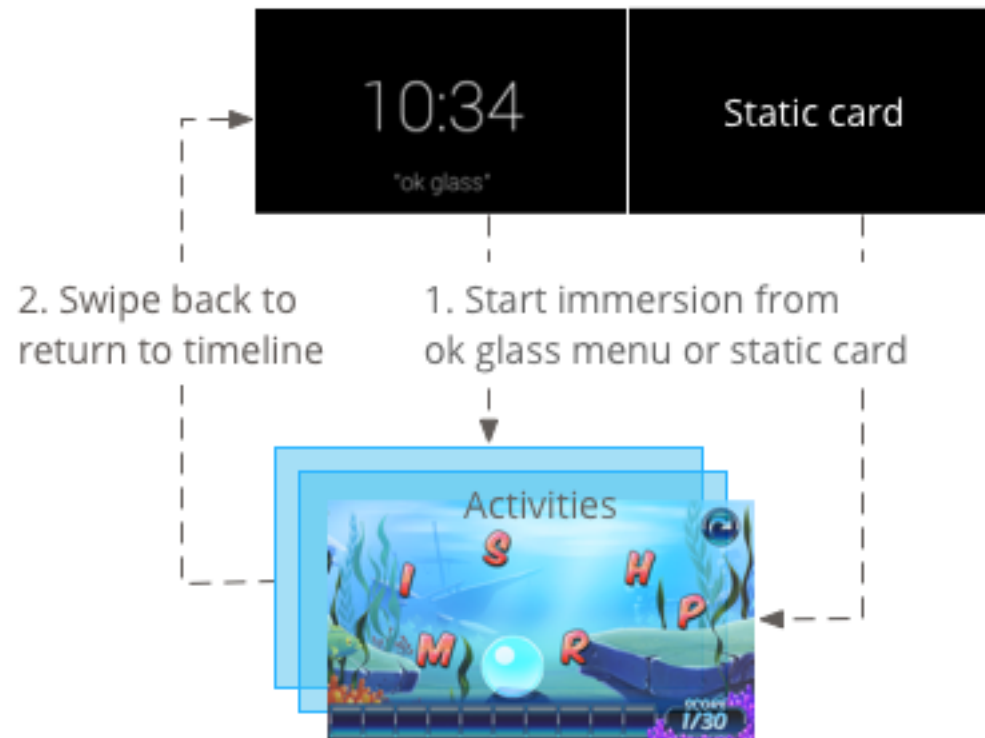 10:34
"ok glass"
Static card
2. Swipe back to
return to timeline
1. Start immersion from
ok glass menu or static card
Activities
S
I
H
P
M
R
SCORE
1/30